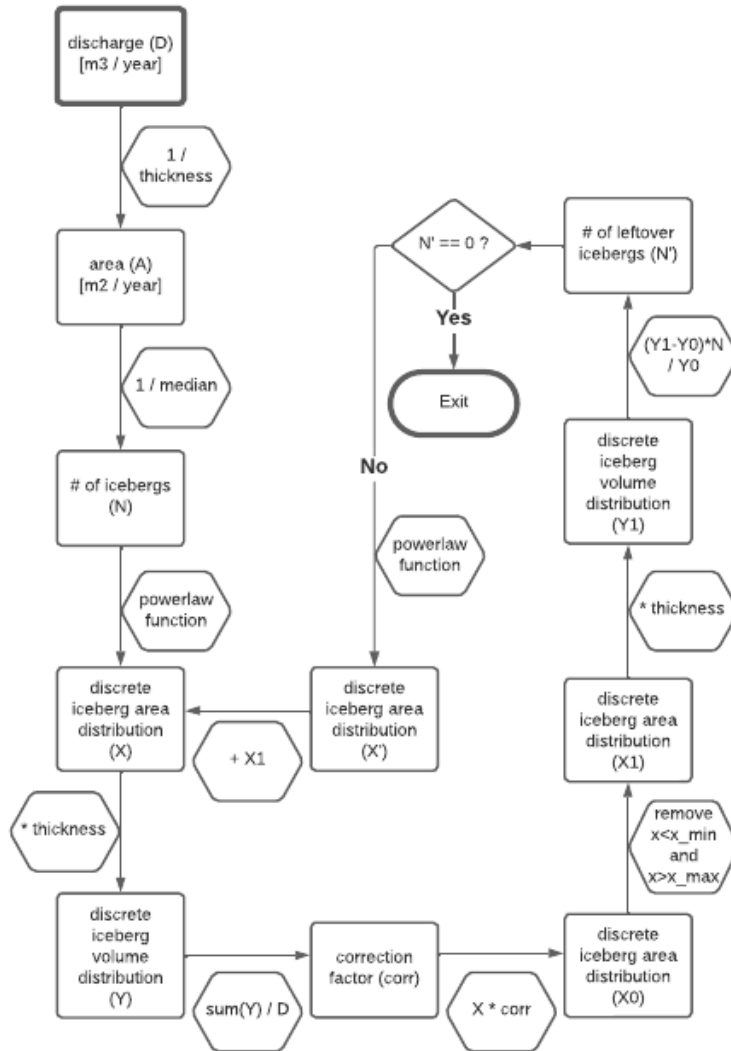 discharge (D)
[m3 / year]
1 /
thickness
area (A)
[m2 / year]
1 / median
# of icebergs
(N)
powerlaw
function
discrete
iceberg area
distribution
(X)
* thickness
discrete
iceberg
volume
distribution
(Y)
sum(Y) / D
correction
factor (corr)
X * corr
discrete
iceberg area
distribution
(X0)
remove
x<x_min
and
x>x_max
discrete
iceberg area
distribution
(X1)
* thickness
discrete
iceberg
volume
distribution
(Y1)
(Y1-Y0)*N
/ Y0
# of leftover
icebergs (N')
N' == 0 ?
Yes
Exit
No
powerlaw
function
discrete
iceberg area
distribution
(X')
+ X1